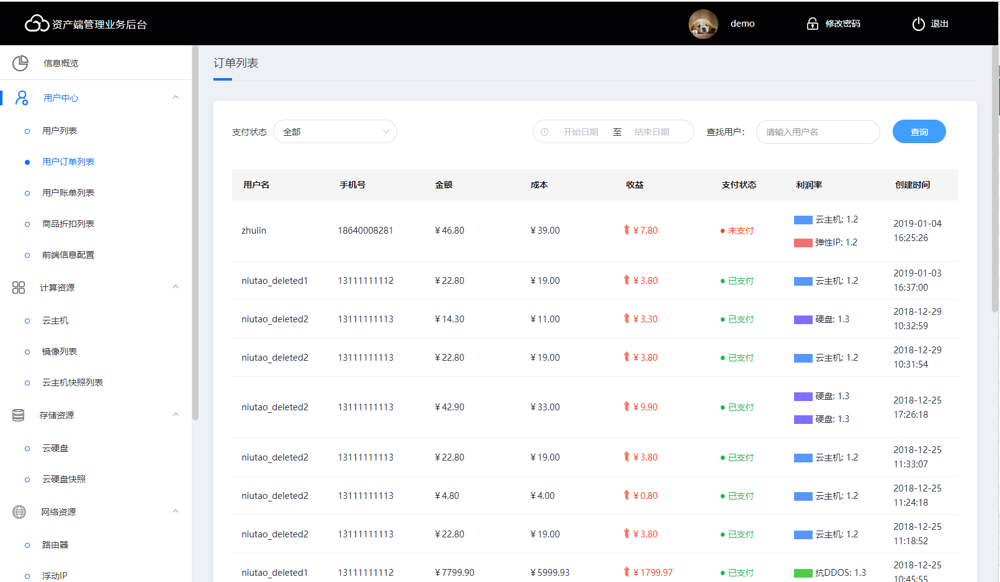 资产端管理业务后台
demo
修改密码
退出
信息概览
用户中心
用户列表
用户订单列表
用户账单列表
商品折扣列表
前端信息配置
计算资源
云主机
镜像列表
云主机快照列表
存储资源
云硬盘
云硬盘快照
网络资源
路由器
浮动IP
订单列表
支付状态 全部 开始日期 至 结束日期 查找用户： 请输入用户名 查询
用户名 手机号 金额 成本 收益 支付状态 利润率 创建时间
zhulin 18640008281 ¥46.80 ¥39.00 ¥7.80 未支付 云主机: 1.2 2019-01-04
弹性IP: 1.2 16:25:26
niutao_deleted1 13111111112 ¥22.80 ¥19.00 ¥3.80 已支付 云主机: 1.2 2019-01-03
16:37:00
niutao_deleted2 13111111113 ¥14.30 ¥11.00 ¥3.30 已支付 硬盘: 1.3 2018-12-29
10:32:59
niutao_deleted2 13111111113 ¥22.80 ¥19.00 ¥3.80 已支付 云主机: 1.2 2018-12-29
10:31:54
niutao_deleted2 13111111113 ¥42.90 ¥33.00 ¥9.90 已支付 硬盘: 1.3 2018-12-25
硬盘: 1.3 17:26:18
niutao_deleted2 13111111113 ¥22.80 ¥19.00 ¥3.80 已支付 云主机: 1.2 2018-12-25
11:33:07
niutao_deleted2 13111111113 ¥4.80 ¥4.00 ¥0.80 已支付 云主机: 1.2 2018-12-25
11:24:18
niutao_deleted2 13111111113 ¥22.80 ¥19.00 ¥3.80 已支付 云主机: 1.2 2018-12-25
11:18:52
niutao_deleted1 13111111112 ¥7799.90 ¥5999.93 ¥1799.97 已支付 抗DDOS: 1.3 2018-12-25
10:45:55